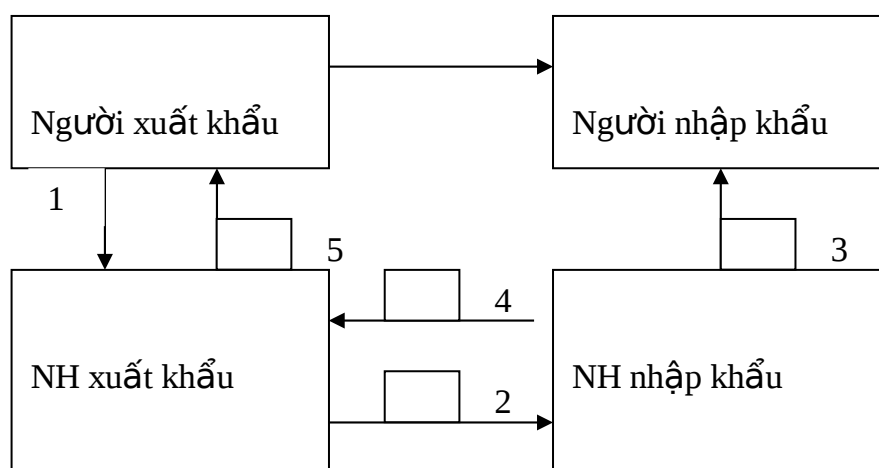 Người xuất khẩu
Người nhập khẩu
1
5
3
4
NH xuất khẩu
NH nhập khẩu
2